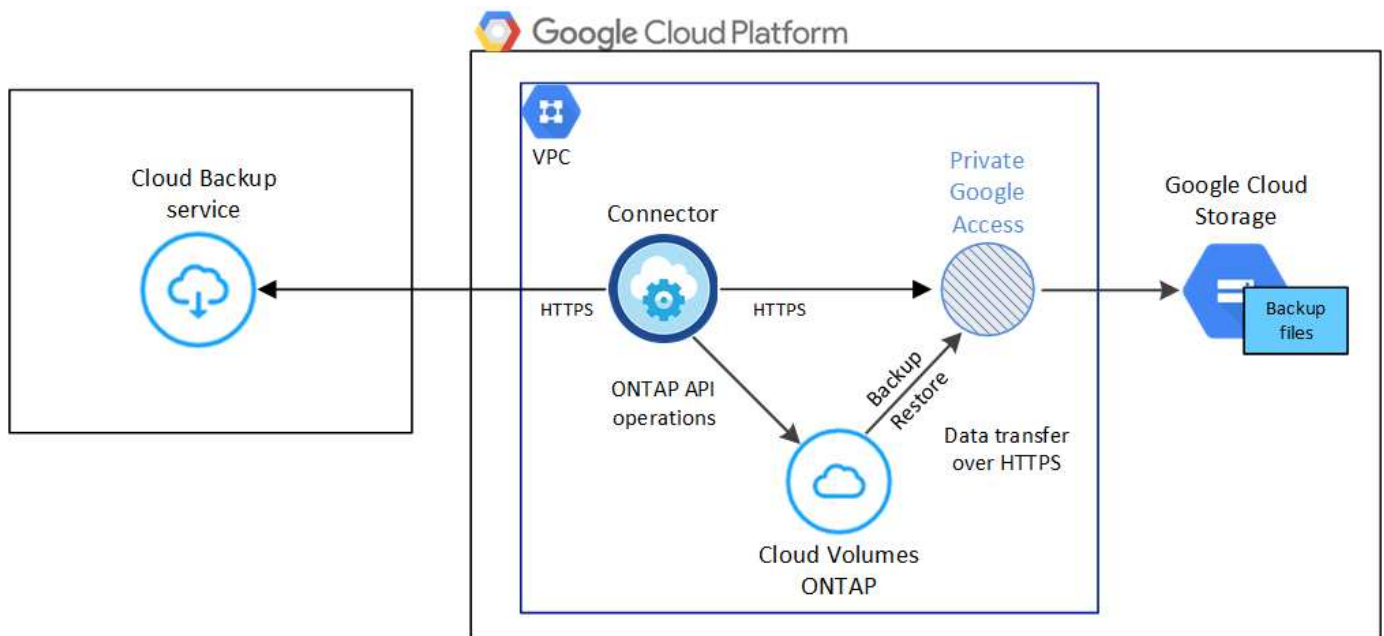 Google Cloud Platform
VPC
Cloud Backup
service
Connector
Private
Google
Access
Google Cloud
Storage
HTTPS
HTTPS
Backup
files
ONTAP API
operations
Backup
Restore
Data transfer
over HTTPS
Cloud Volumes
ONTAP